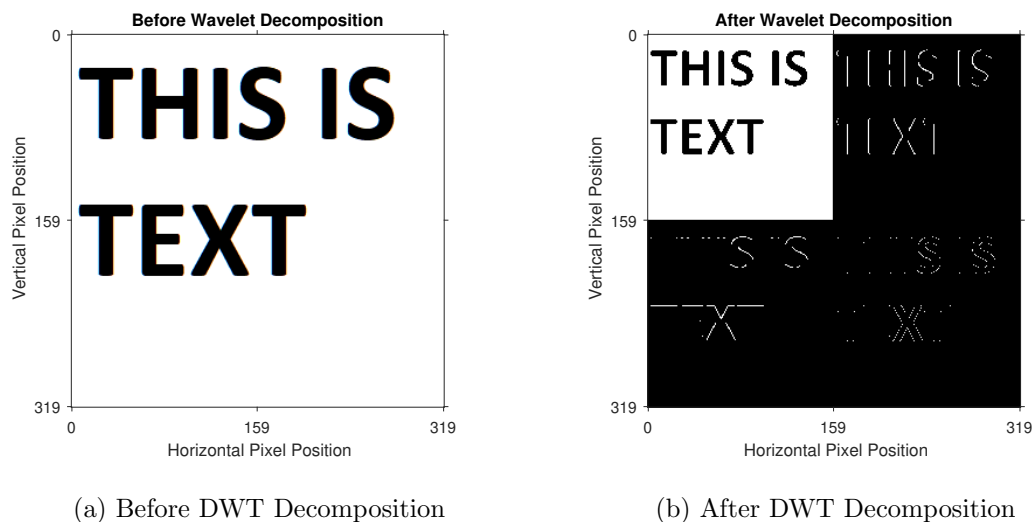 Before Wavelet Decomposition
0
159
319
Vertical Pixel Position
THIS IS
TEXT
0
159
319
Horizontal Pixel Position
(a) Before DWT Decomposition
After Wavelet Decomposition
0
159
319
Vertical Pixel Position
THIS IS
THIS IS
TEXT
0
159
319
Horizontal Pixel Position
(b) After DWT Decomposition